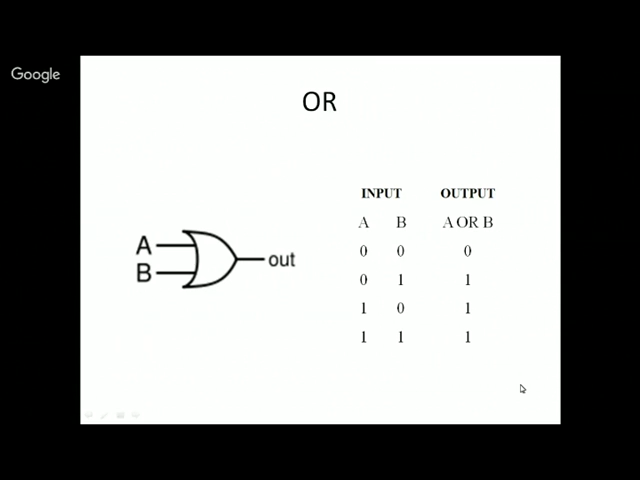 Google
OR
A
B
out
INPUT OUTPUT
A B A OR B
0 0 0
0 1 1
1 0 1
1 1 1